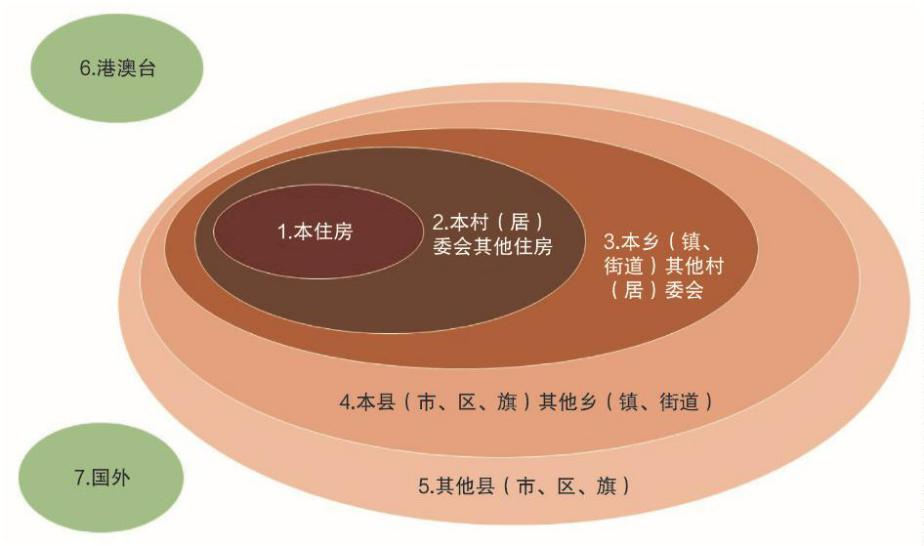 6.港澳台
1.本住房
2.本村（居）
委会其他住房
3.本乡（镇、
街道）其他村
（居）委会
4.本县（市、区、旗）其他乡（镇、街道）
5.其他县（市、区、旗）
7.国外